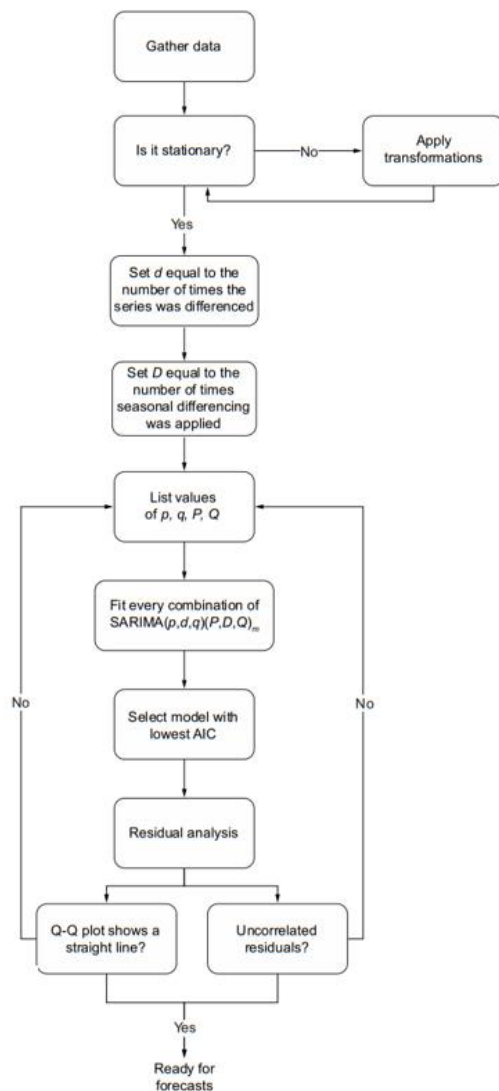 Gather data
Is it stationary?
No
Apply
transformations
Yes
Set d equal to the
number of times the
series was differenced
Set D equal to the
number of times
seasonal differencing
was applied
List values
of p, q, P, Q
Fit every combination of
SARIMA(p,d,q)(P,D,Q)m
No
No
Select model with
lowest AIC
Residual analysis
Q-Q plot shows a
straight line?
Uncorrelated
residuals?
Yes
Ready for
forecasts